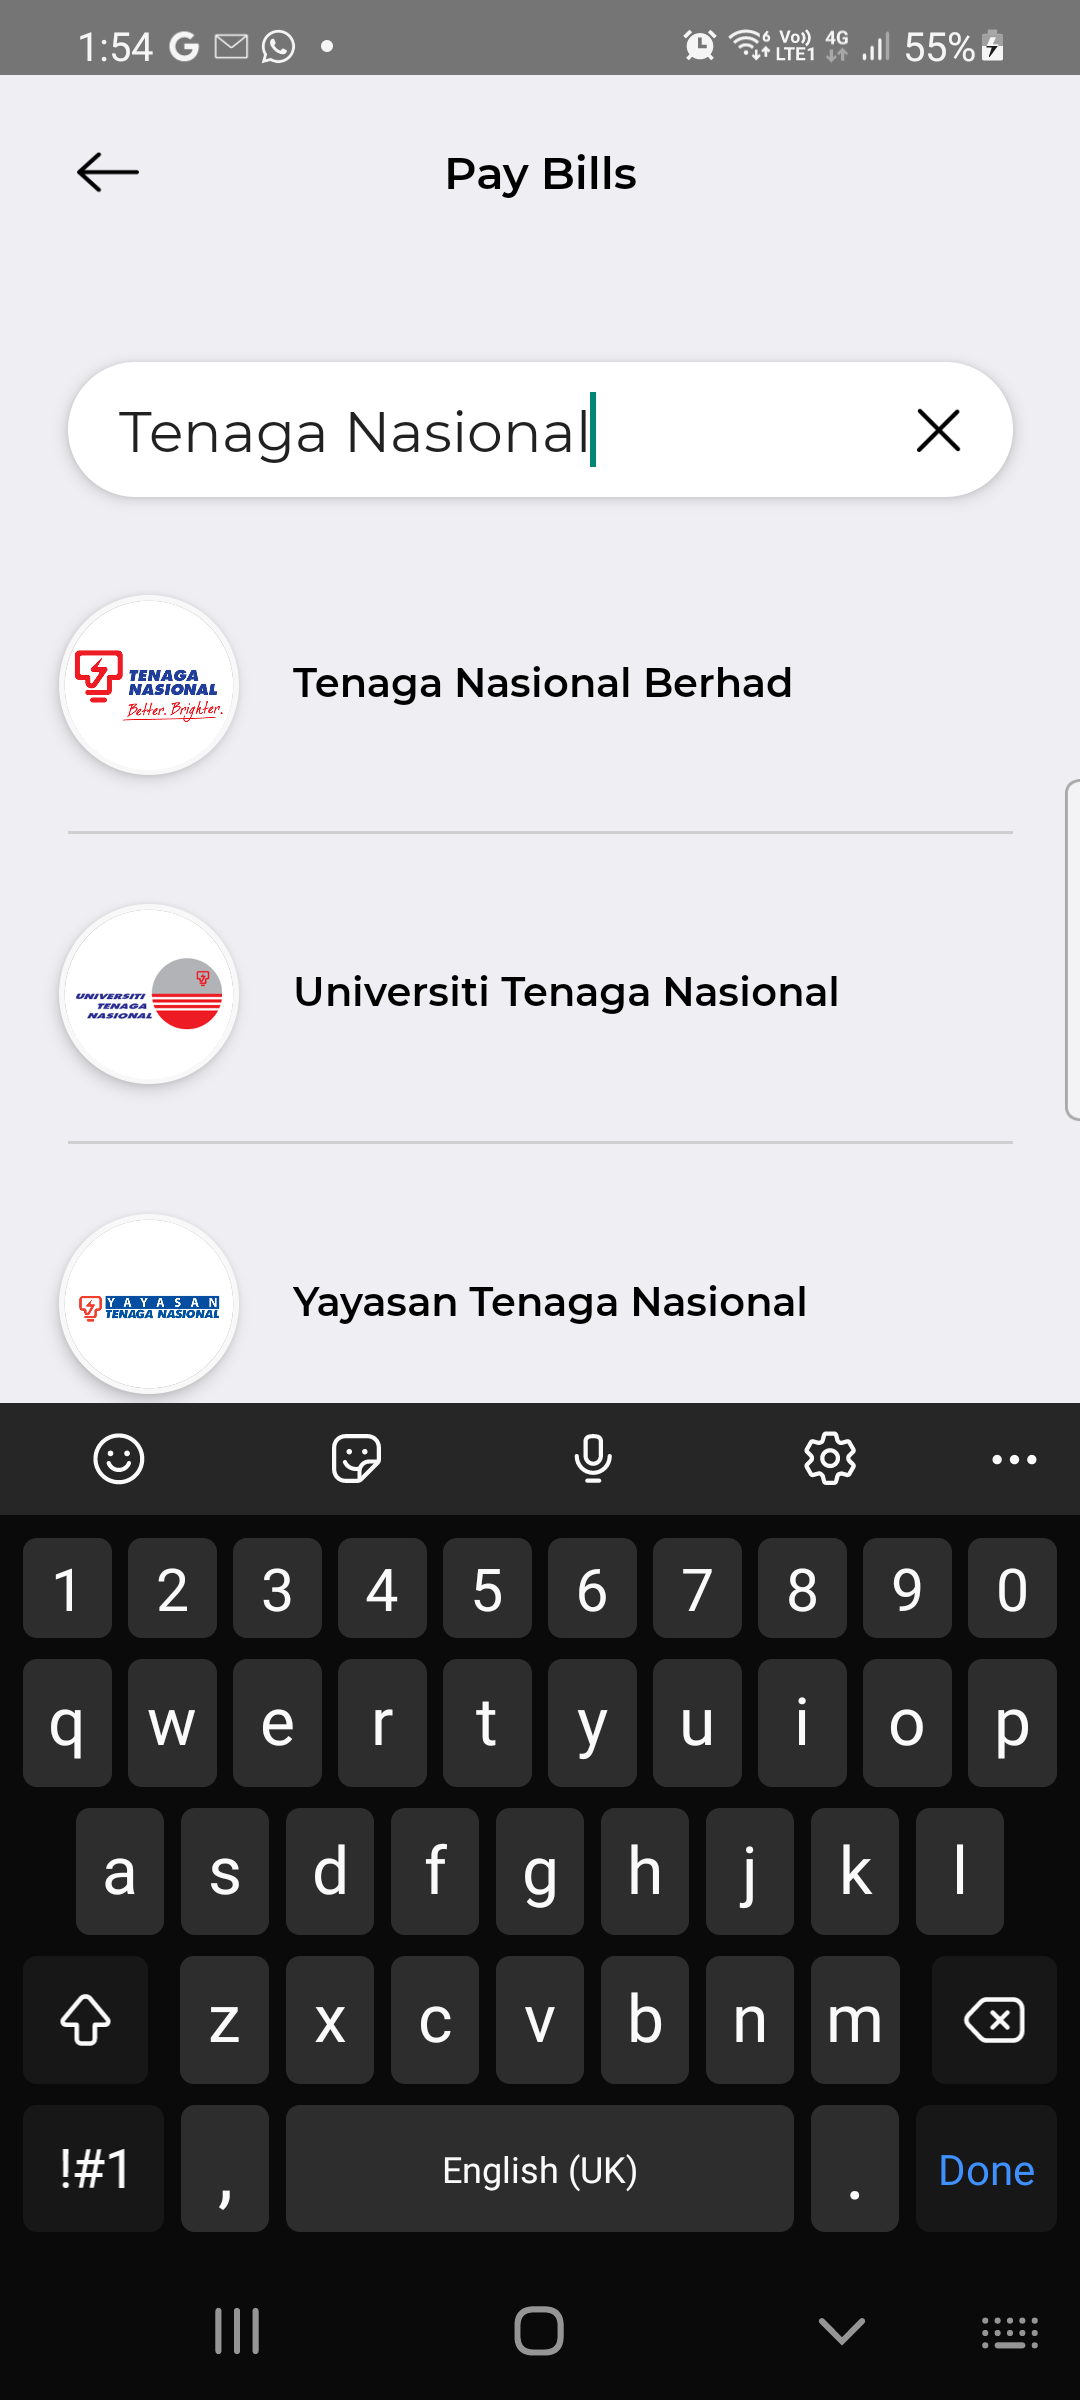 1:54
6 Vo)) LTE1 4G 55%
Pay Bills
Tenaga Nasional
TENAGA
NASIONAL
Better. Brighter.
Tenaga Nasional Berhad
UNIVERSITI
TENAGA
NASIONAL
Universiti Tenaga Nasional
YAYASAN
TENAGA NASIONAL
Yayasan Tenaga Nasional
1 2 3 4 5 6 7 8 9 0
q w e r t y u i o p
a s d f g h j k l
z x c v b n m
!#1 , English (UK) . Done